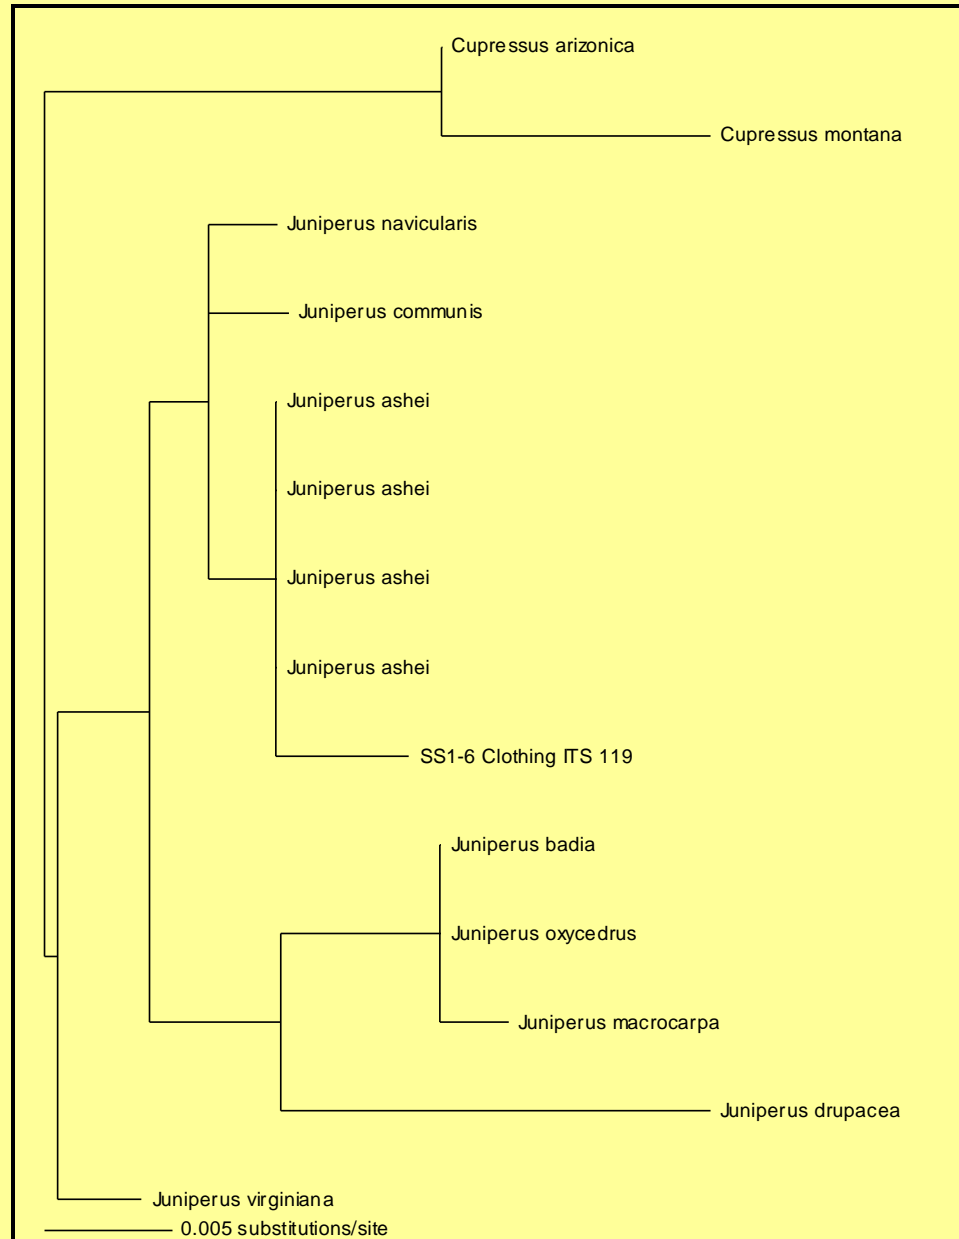 Cupressus arizonica
Cupressus montana
Juniperus navicularis
Juniperus communis
Juniperus ashei
Juniperus ashei
Juniperus ashei
Juniperus ashei
SS1-6 Clothing ITS 119
Juniperus badia
Juniperus oxycedrus
Juniperus macrocarpa
Juniperus drupacea
Juniperus virginiana
0.005 substitutions/site